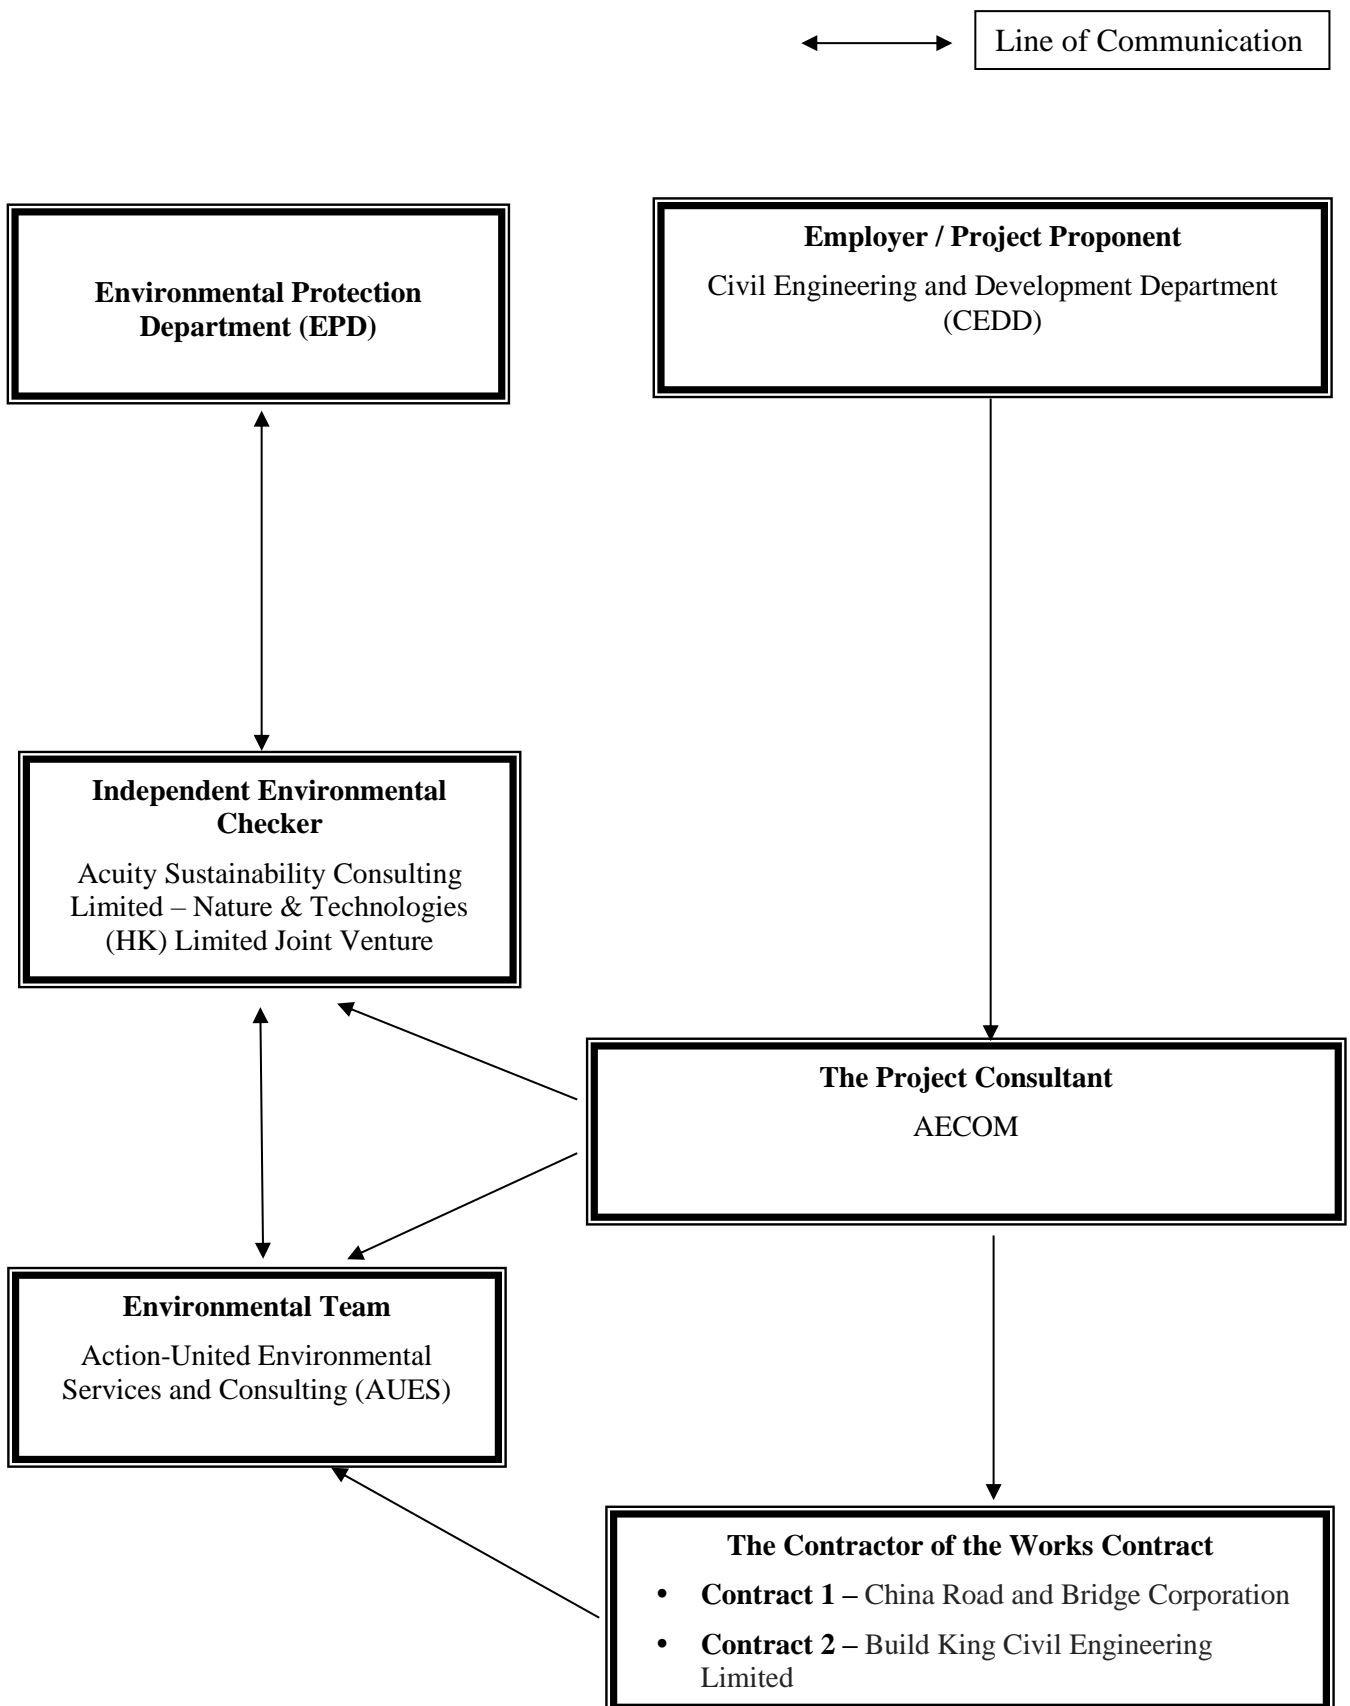 Line of Communication
Environmental Protection
Department (EPD)
Employer / Project Proponent
Civil Engineering and Development Department
(CEDD)
Independent Environmental
Checker
Acuity Sustainability Consulting
Limited – Nature & Technologies
(HK) Limited Joint Venture
The Project Consultant
AECOM
Environmental Team
Action-United Environmental
Services and Consulting (AUES)
The Contractor of the Works Contract
• Contract 1 – China Road and Bridge Corporation
• Contract 2 – Build King Civil Engineering
Limited